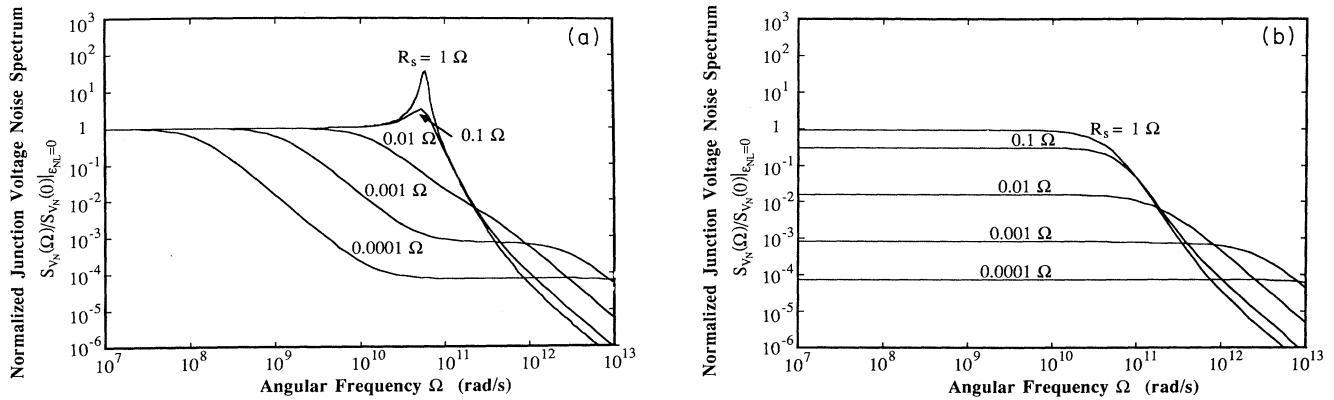 Normalized Junction Voltage Noise Spectrum
S_{V_N}(Ω)/S_{V_N}(0)|_{ε_{NL}=0}
10^3
10^2
10^1
1
10^-1
10^-2
10^-3
10^-4
10^-5
10^-6
(a)
R_s = 1 Ω
0.1 Ω
0.01 Ω
0.001 Ω
0.0001 Ω
10^7
10^8
10^9
10^10
10^11
10^12
10^13
Angular Frequency Ω (rad/s)
Normalized Junction Voltage Noise Spectrum
S_{V_N}(Ω)/S_{V_N}(0)|_{ε_{NL}=0}
10^3
10^2
10^1
1
10^-1
10^-2
10^-3
10^-4
10^-5
10^-6
(b)
R_s = 1 Ω
0.1 Ω
0.01 Ω
0.001 Ω
0.0001 Ω
10^7
10^8
10^9
10^10
10^11
10^12
10^13
Angular Frequency Ω (rad/s)